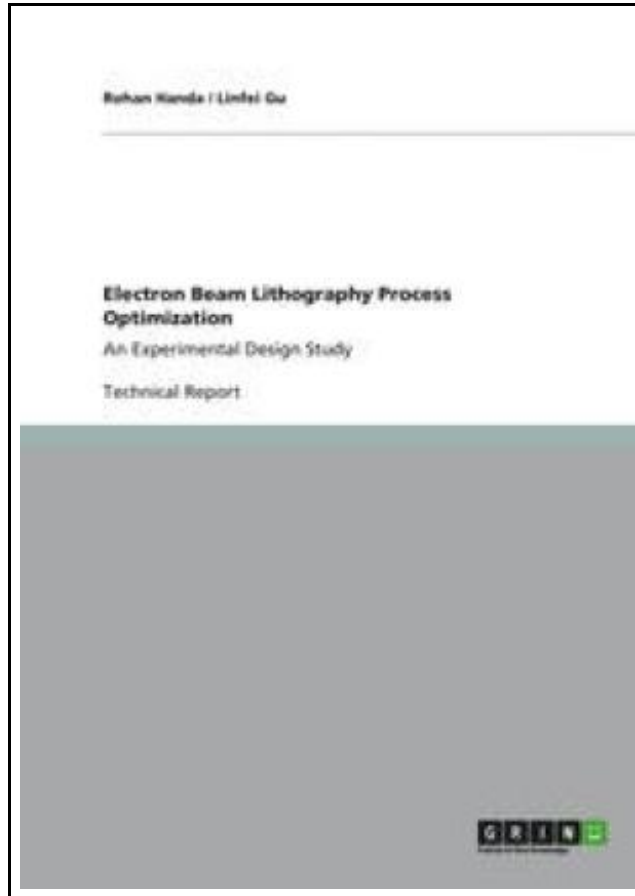 Rohan Handa / Linfei Gu
Electron Beam Lithography Process
Optimization
An Experimental Design Study
Technical Report
GRIN